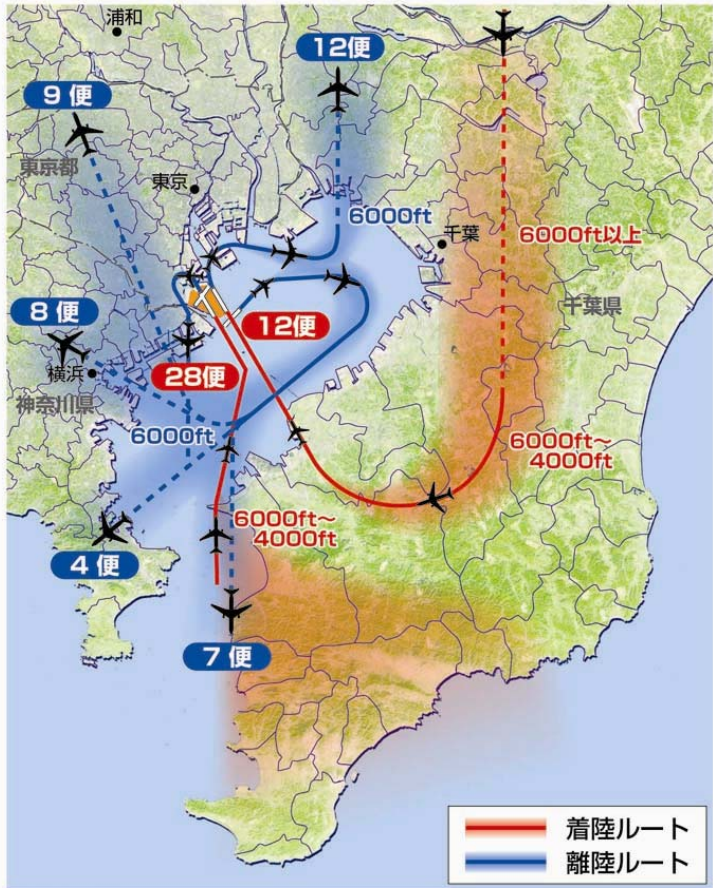 浦和
12便
9便
東京都
東京
6000ft
千葉
6000ft以上
千葉県
8便
12便
横浜
28便
神奈川県
6000ft
6000ft〜
4000ft
6000ft〜
4000ft
4便
7便
着陸ルート
離陸ルート